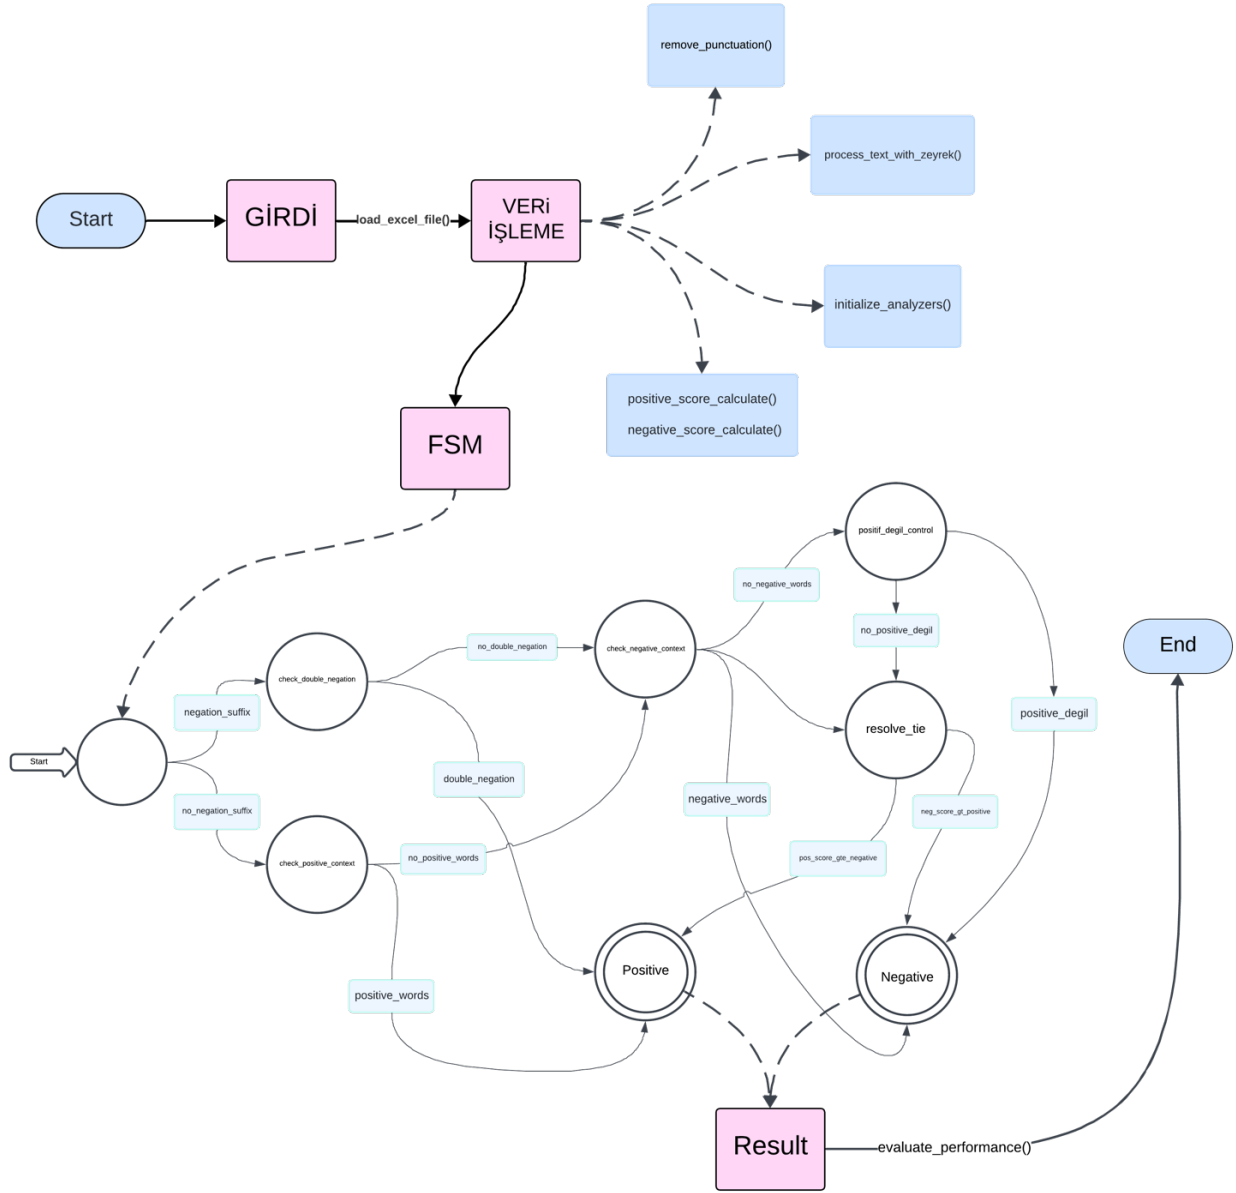 remove_punctuation()
process_text_with_zeyrek()
Start
GİRDİ
load_excel_file()
VERi
İŞLEME
initialize_analyzers()
positive_score_calculate()
negative_score_calculate()
FSM
positif_degil_control
no_negative_words
no_positive_degil
End
no_double_negation
check_negative_context
check_double_negation
negation_suffix
resolve_tie
positive_degil
Start
double_negation
negative_words
no_negation_suffix
neg_score_gt_positive
check_positive_context
no_positive_words
pos_score_gte_negative
positive_words
Positive
Negative
Result
evaluate_performance()